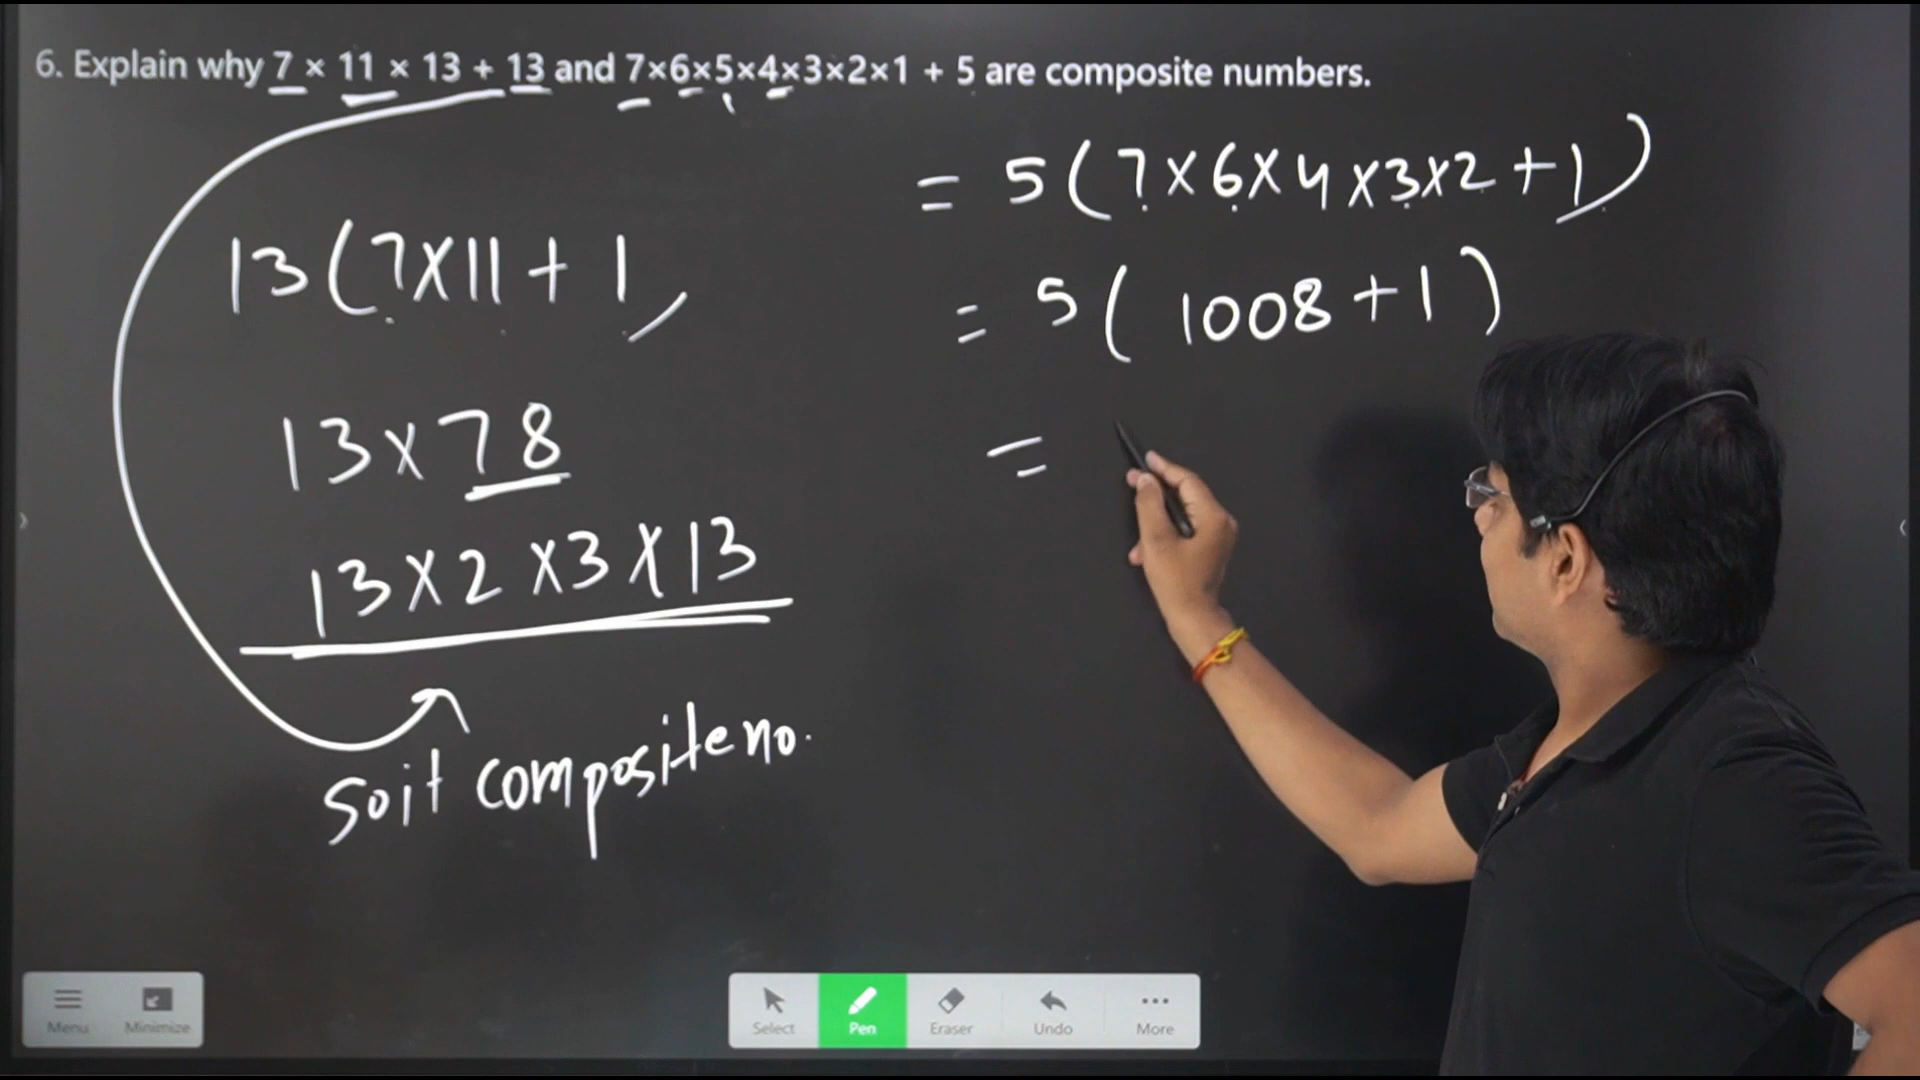 6. Explain why 7 × 11 × 13 + 13 and 7×6×5×4×3×2×1 + 5 are composite numbers.
13(7×11+1)
13×78
13×2×3×13
so it composite no.
= 5(7×6×4×3×2+1)
= 5(1008+1)
=
Menu
Minimize
Select
Pen
Eraser
Undo
More